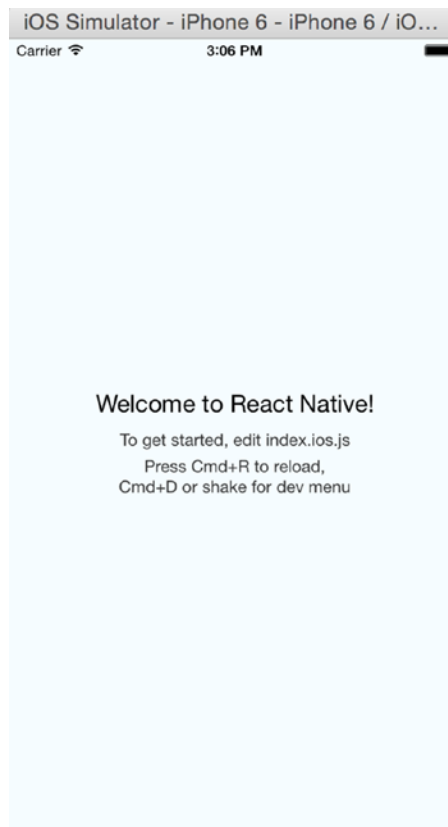 iOS Simulator - iPhone 6 - iPhone 6 / iO...
Carrier 3:06 PM
Welcome to React Native!
To get started, edit index.ios.js
Press Cmd+R to reload,
Cmd+D or shake for dev menu